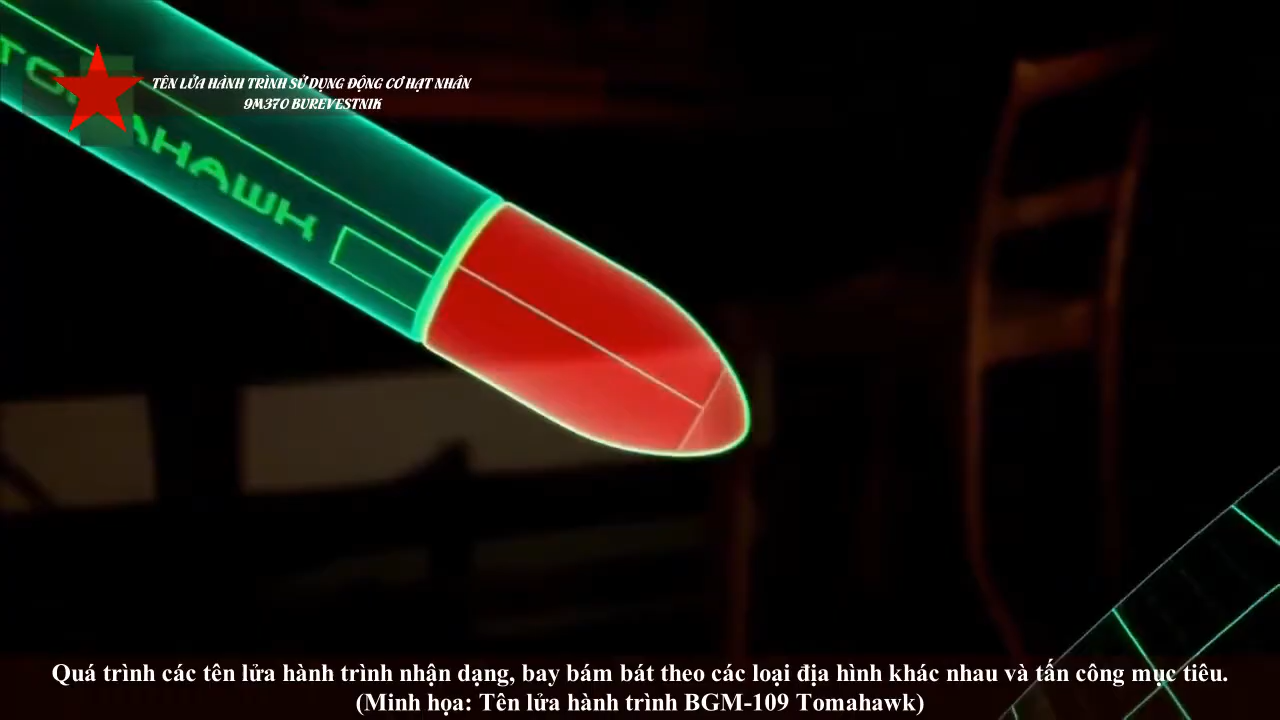 TÊN LỬA HÀNH TRÌNH SỬ DỤNG ĐỘNG CƠ HẠT NHÂN
9M370 BUREVESTNIK
AHAWK
Quá trình các tên lửa hành trình nhận dạng, bay bám bát theo các loại địa hình khác nhau và tấn công mục tiêu.
(Minh họa: Tên lửa hành trình BGM-109 Tomahawk)